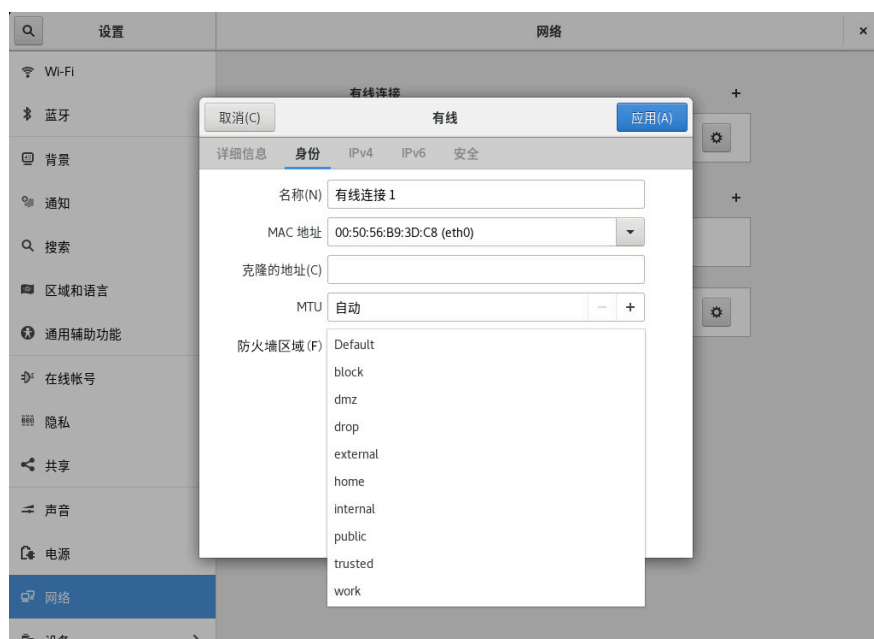 设置
网络
Wi-Fi
蓝牙
背景
通知
搜索
区域和语言
通用辅助功能
在线帐号
隐私
共享
声音
电源
网络
有线连接
取消(C)
有线
应用(A)
详细信息 身份 IPv4 IPv6 安全
名称(N) 有线连接 1
MAC 地址 00:50:56:B9:3D:C8 (eth0)
克隆的地址(C)
MTU 自动
防火墙区域(F) Default
block
dmz
drop
external
home
internal
public
trusted
work